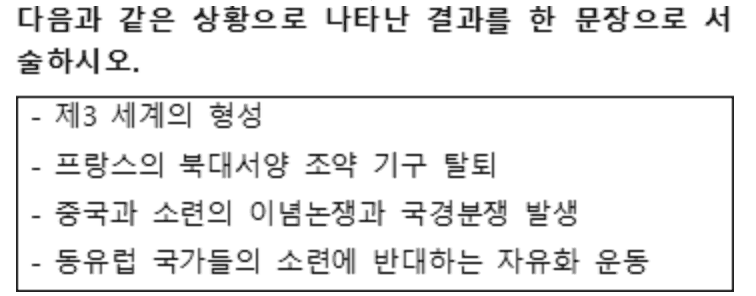 다음과 같은 상황으로 나타난 결과를 한 문장으로 서
술하시오.
- 제3 세계의 형성
- 프랑스의 북대서양 조약 기구 탈퇴
- 중국과 소련의 이념논쟁과 국경분쟁 발생
- 동유럽 국가들의 소련에 반대하는 자유화 운동